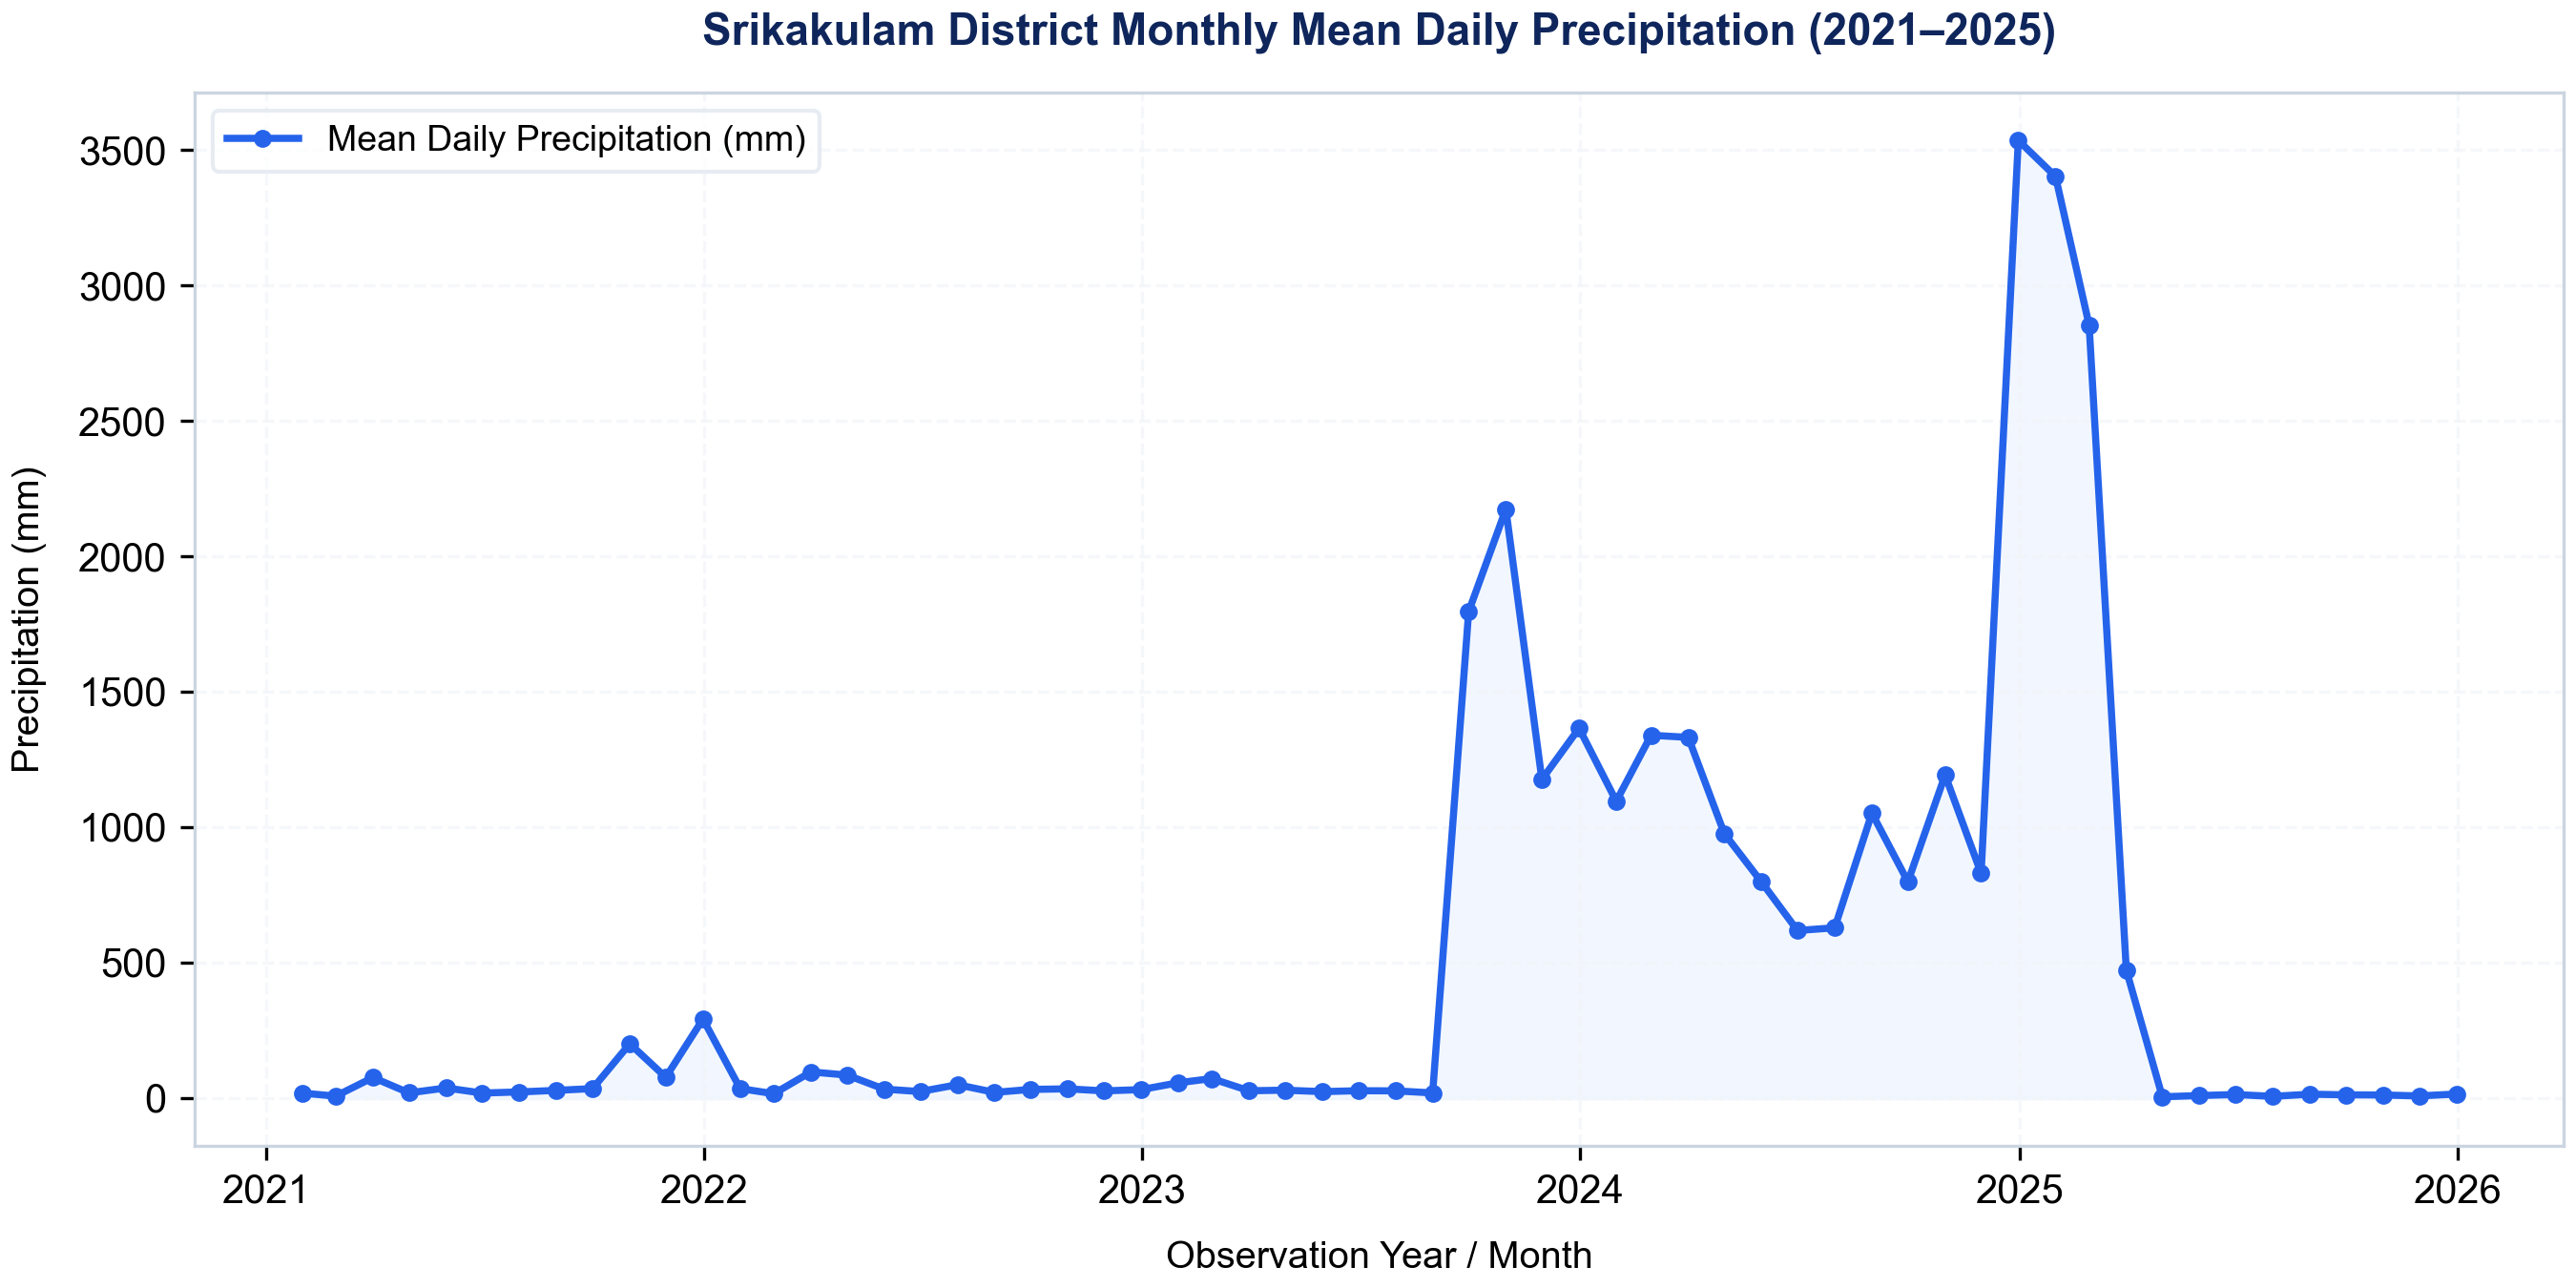 Srikakulam District Monthly Mean Daily Precipitation (2021–2025)
Mean Daily Precipitation (mm)
Precipitation (mm)
3500
3000
2500
2000
1500
1000
500
0
2021 2022 2023 2024 2025 2026
Observation Year / Month